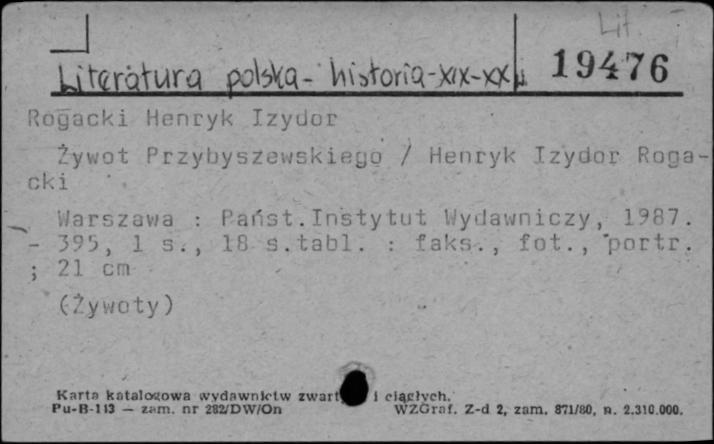 Lit.
Literatura polska - historia - XIX-XX w
19476
Rogacki Henryk Izydor
Żywot Przybyszewskiego / Henryk Izydor Roga-
cki
Warszawa : Państ.Instytut Wydawniczy, 1987.
- 395, 1 s., 18 s.tabl. : faks., fot., portr.
; 21 cm
(Żywoty)
Karta katalogowa wydawnictw zwart i ciągłych.
Pu-B-113 — zam. nr 282/DW/On WZGraf. Z-d 2, zam. 871/80, n. 2.310.000.